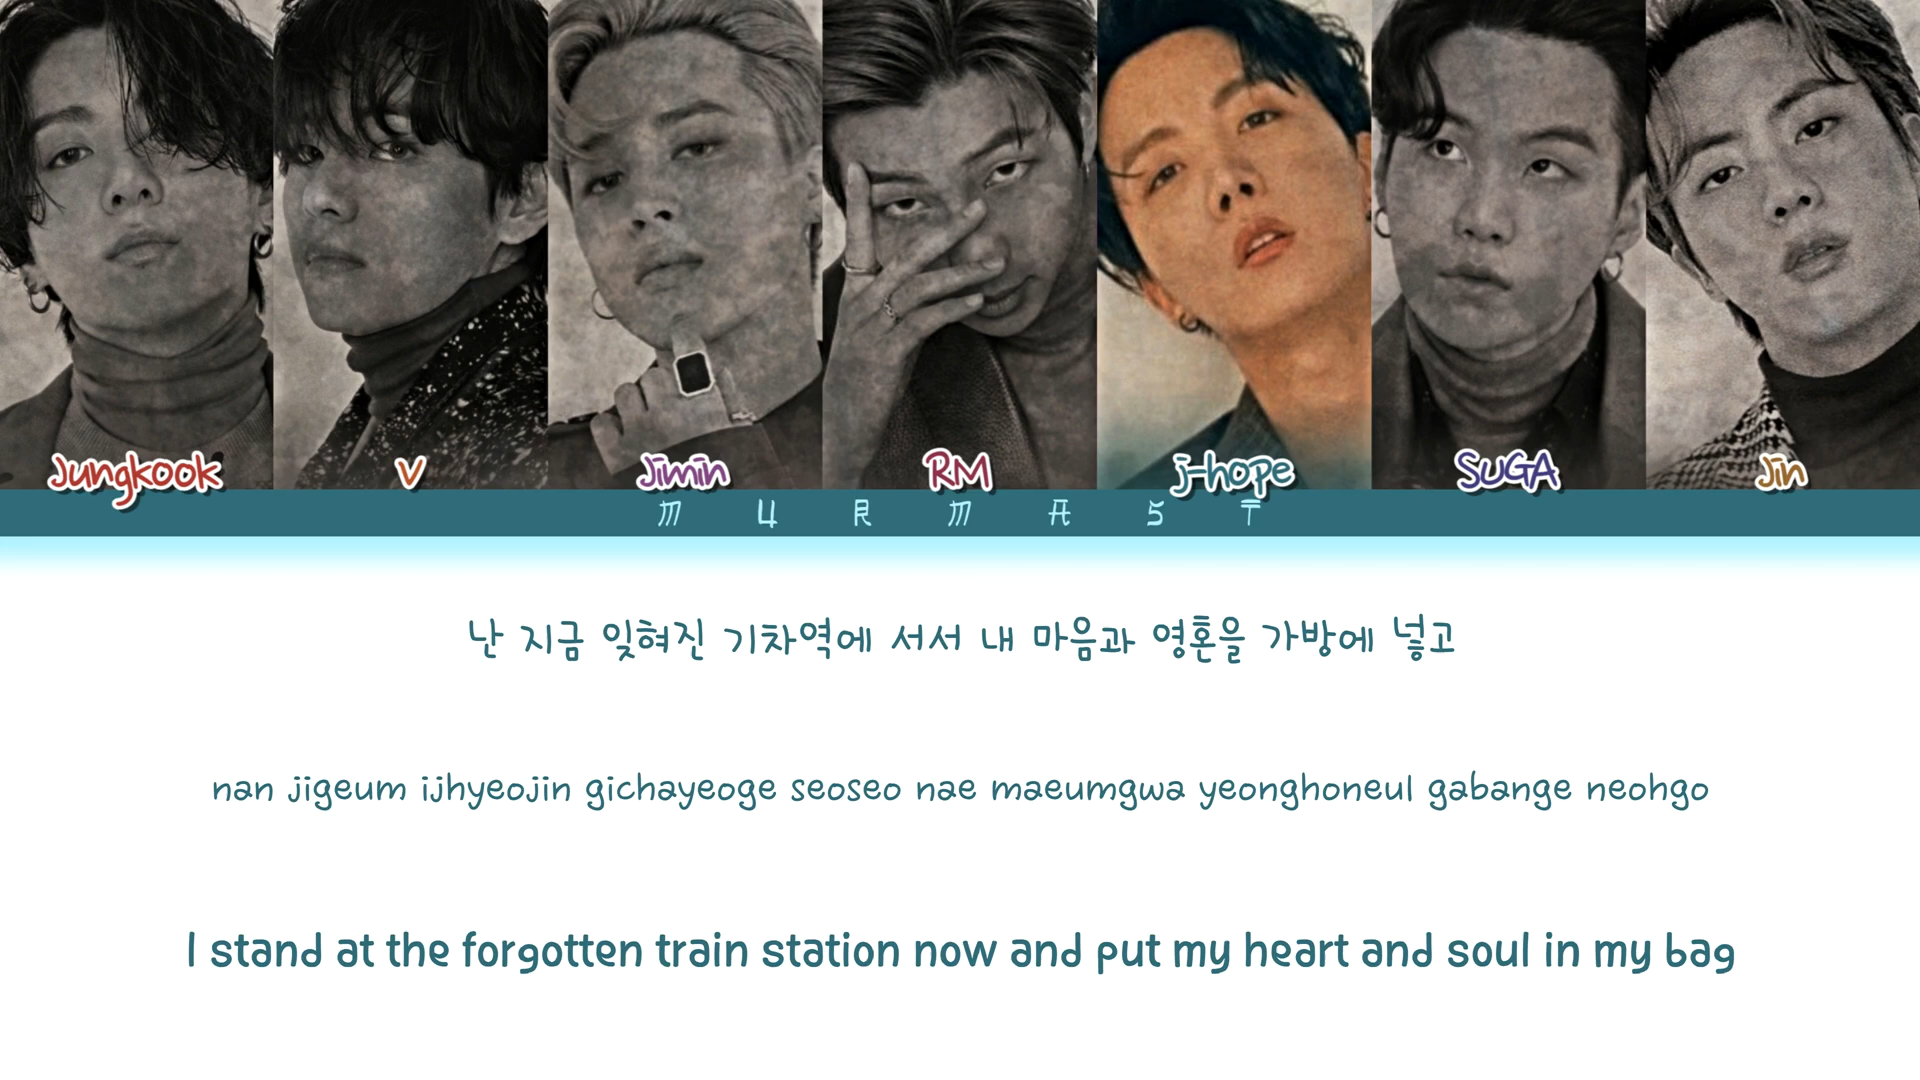 Jungkook V Jimin RM j-hope SUGA Jin
MURMAST
난 지금 잊혀진 기차역에 서서 내 마음과 영혼을 가방에 넣고
nan jigeum ijhyeojin gichayeoge seoseo nae maeumgwa yeonghoneul gabange neohgo
I stand at the forgotten train station now and put my heart and soul in my bag